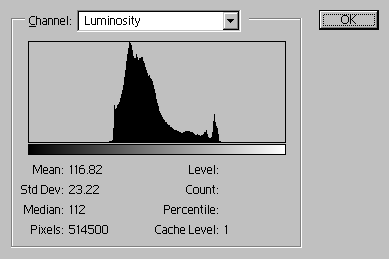 Channel: Luminosity OK
Mean: 116.82 Level:
Std Dev: 23.22 Count:
Median: 112 Percentile:
Pixels: 514500 Cache Level: 1